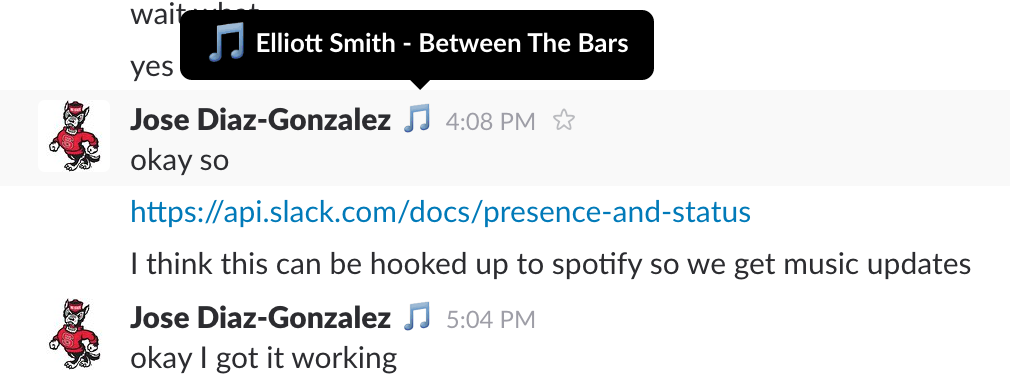 wait what
🎵 Elliott Smith - Between The Bars
yes
Jose Diaz-Gonzalez 🎵 4:08 PM ☆
okay so
https://api.slack.com/docs/presence-and-status
I think this can be hooked up to spotify so we get music updates
Jose Diaz-Gonzalez 🎵 5:04 PM
okay I got it working